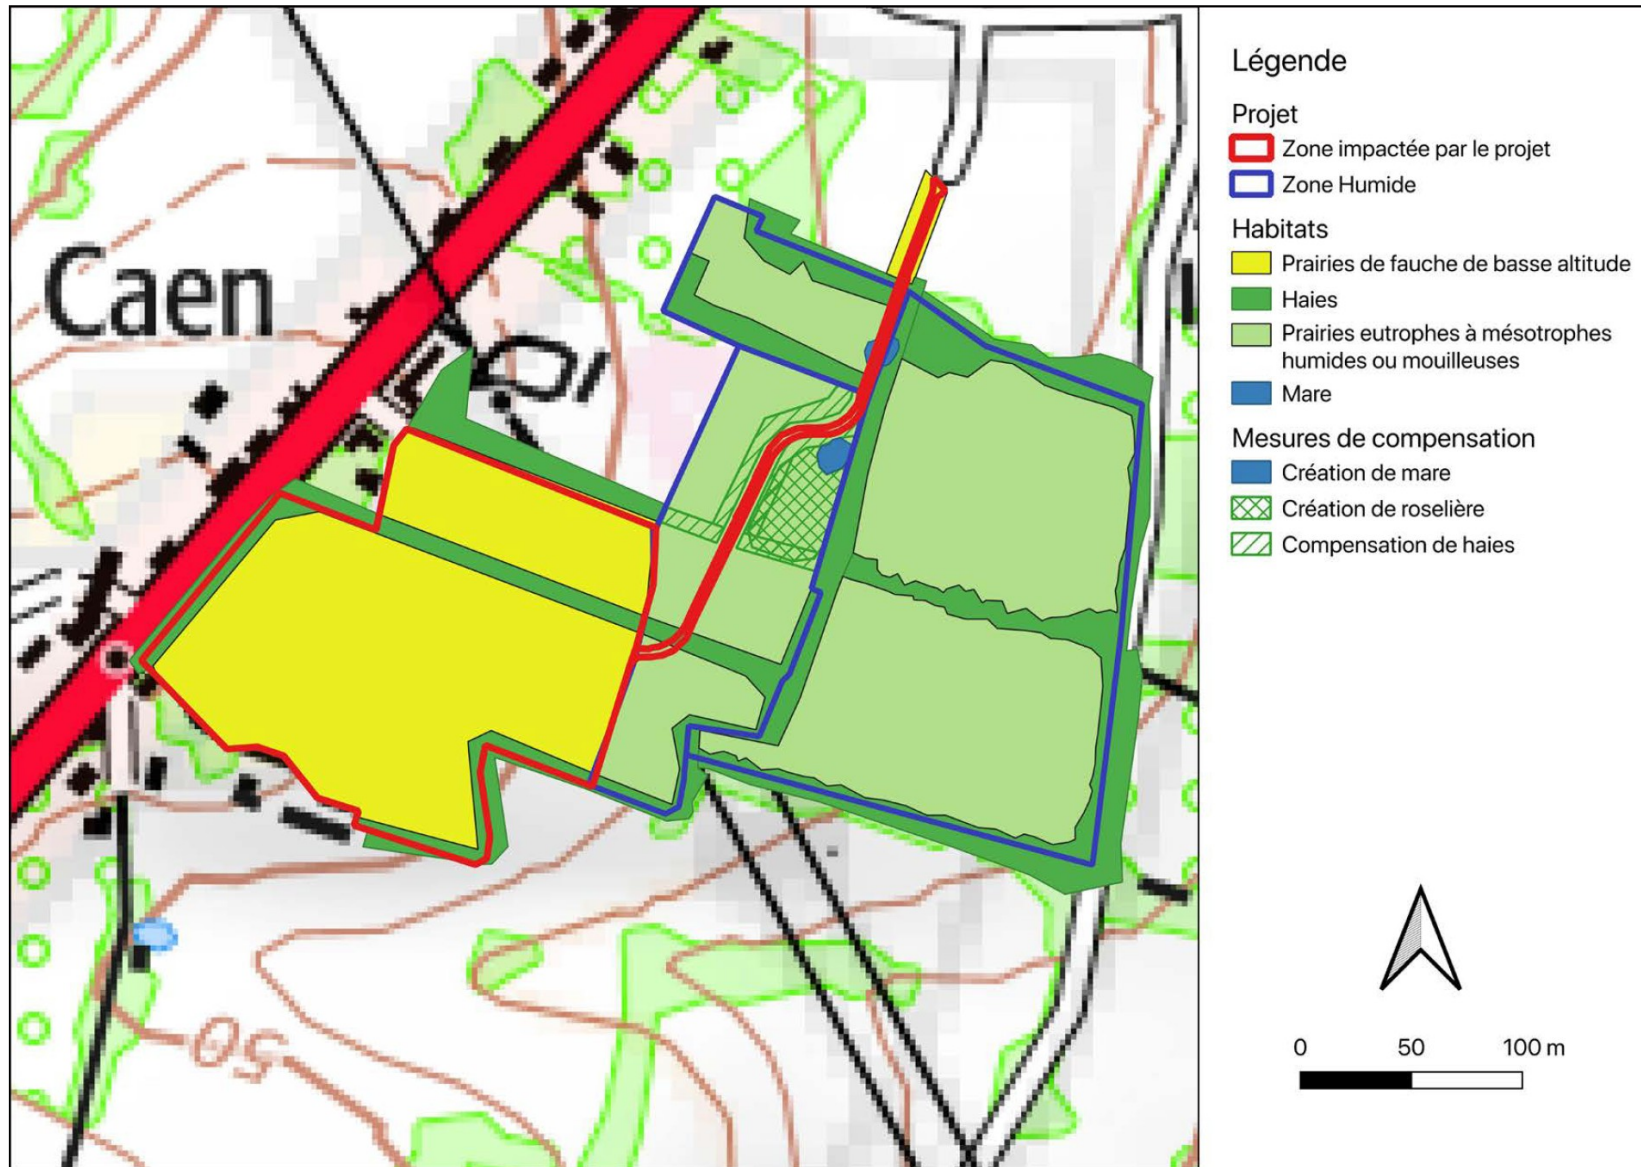 Caen
50
Légende
Projet
Zone impactée par le projet
Zone Humide
Habitats
Prairies de fauche de basse altitude
Haies
Prairies eutrophes à mésotrophes
humides ou mouilleuses
Mare
Mesures de compensation
Création de mare
Création de roselière
Compensation de haies
0 50 100 m